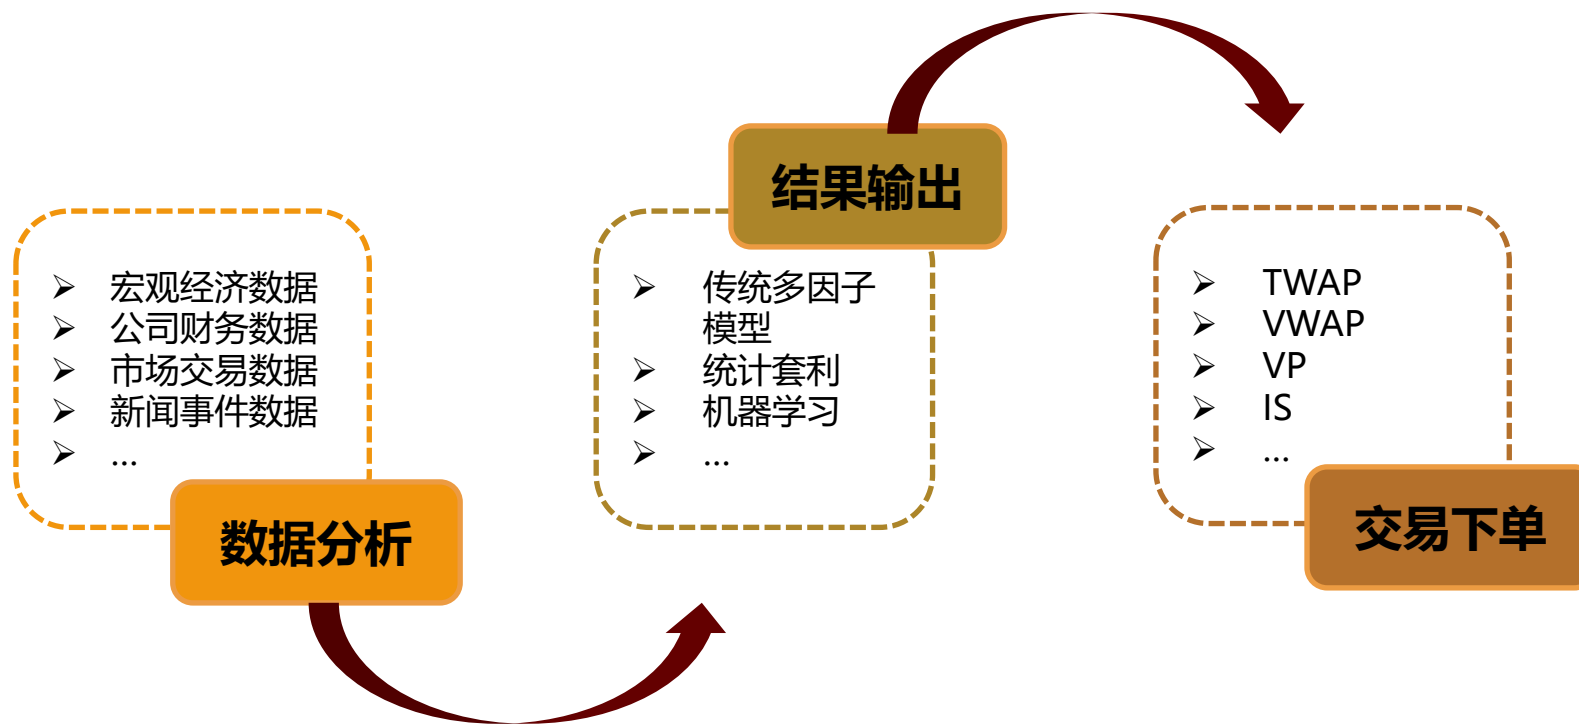 宏观经济数据
公司财务数据
市场交易数据
新闻事件数据
...
数据分析
结果输出
传统多因子
模型
统计套利
机器学习
...
TWAP
VWAP
VP
IS
...
交易下单